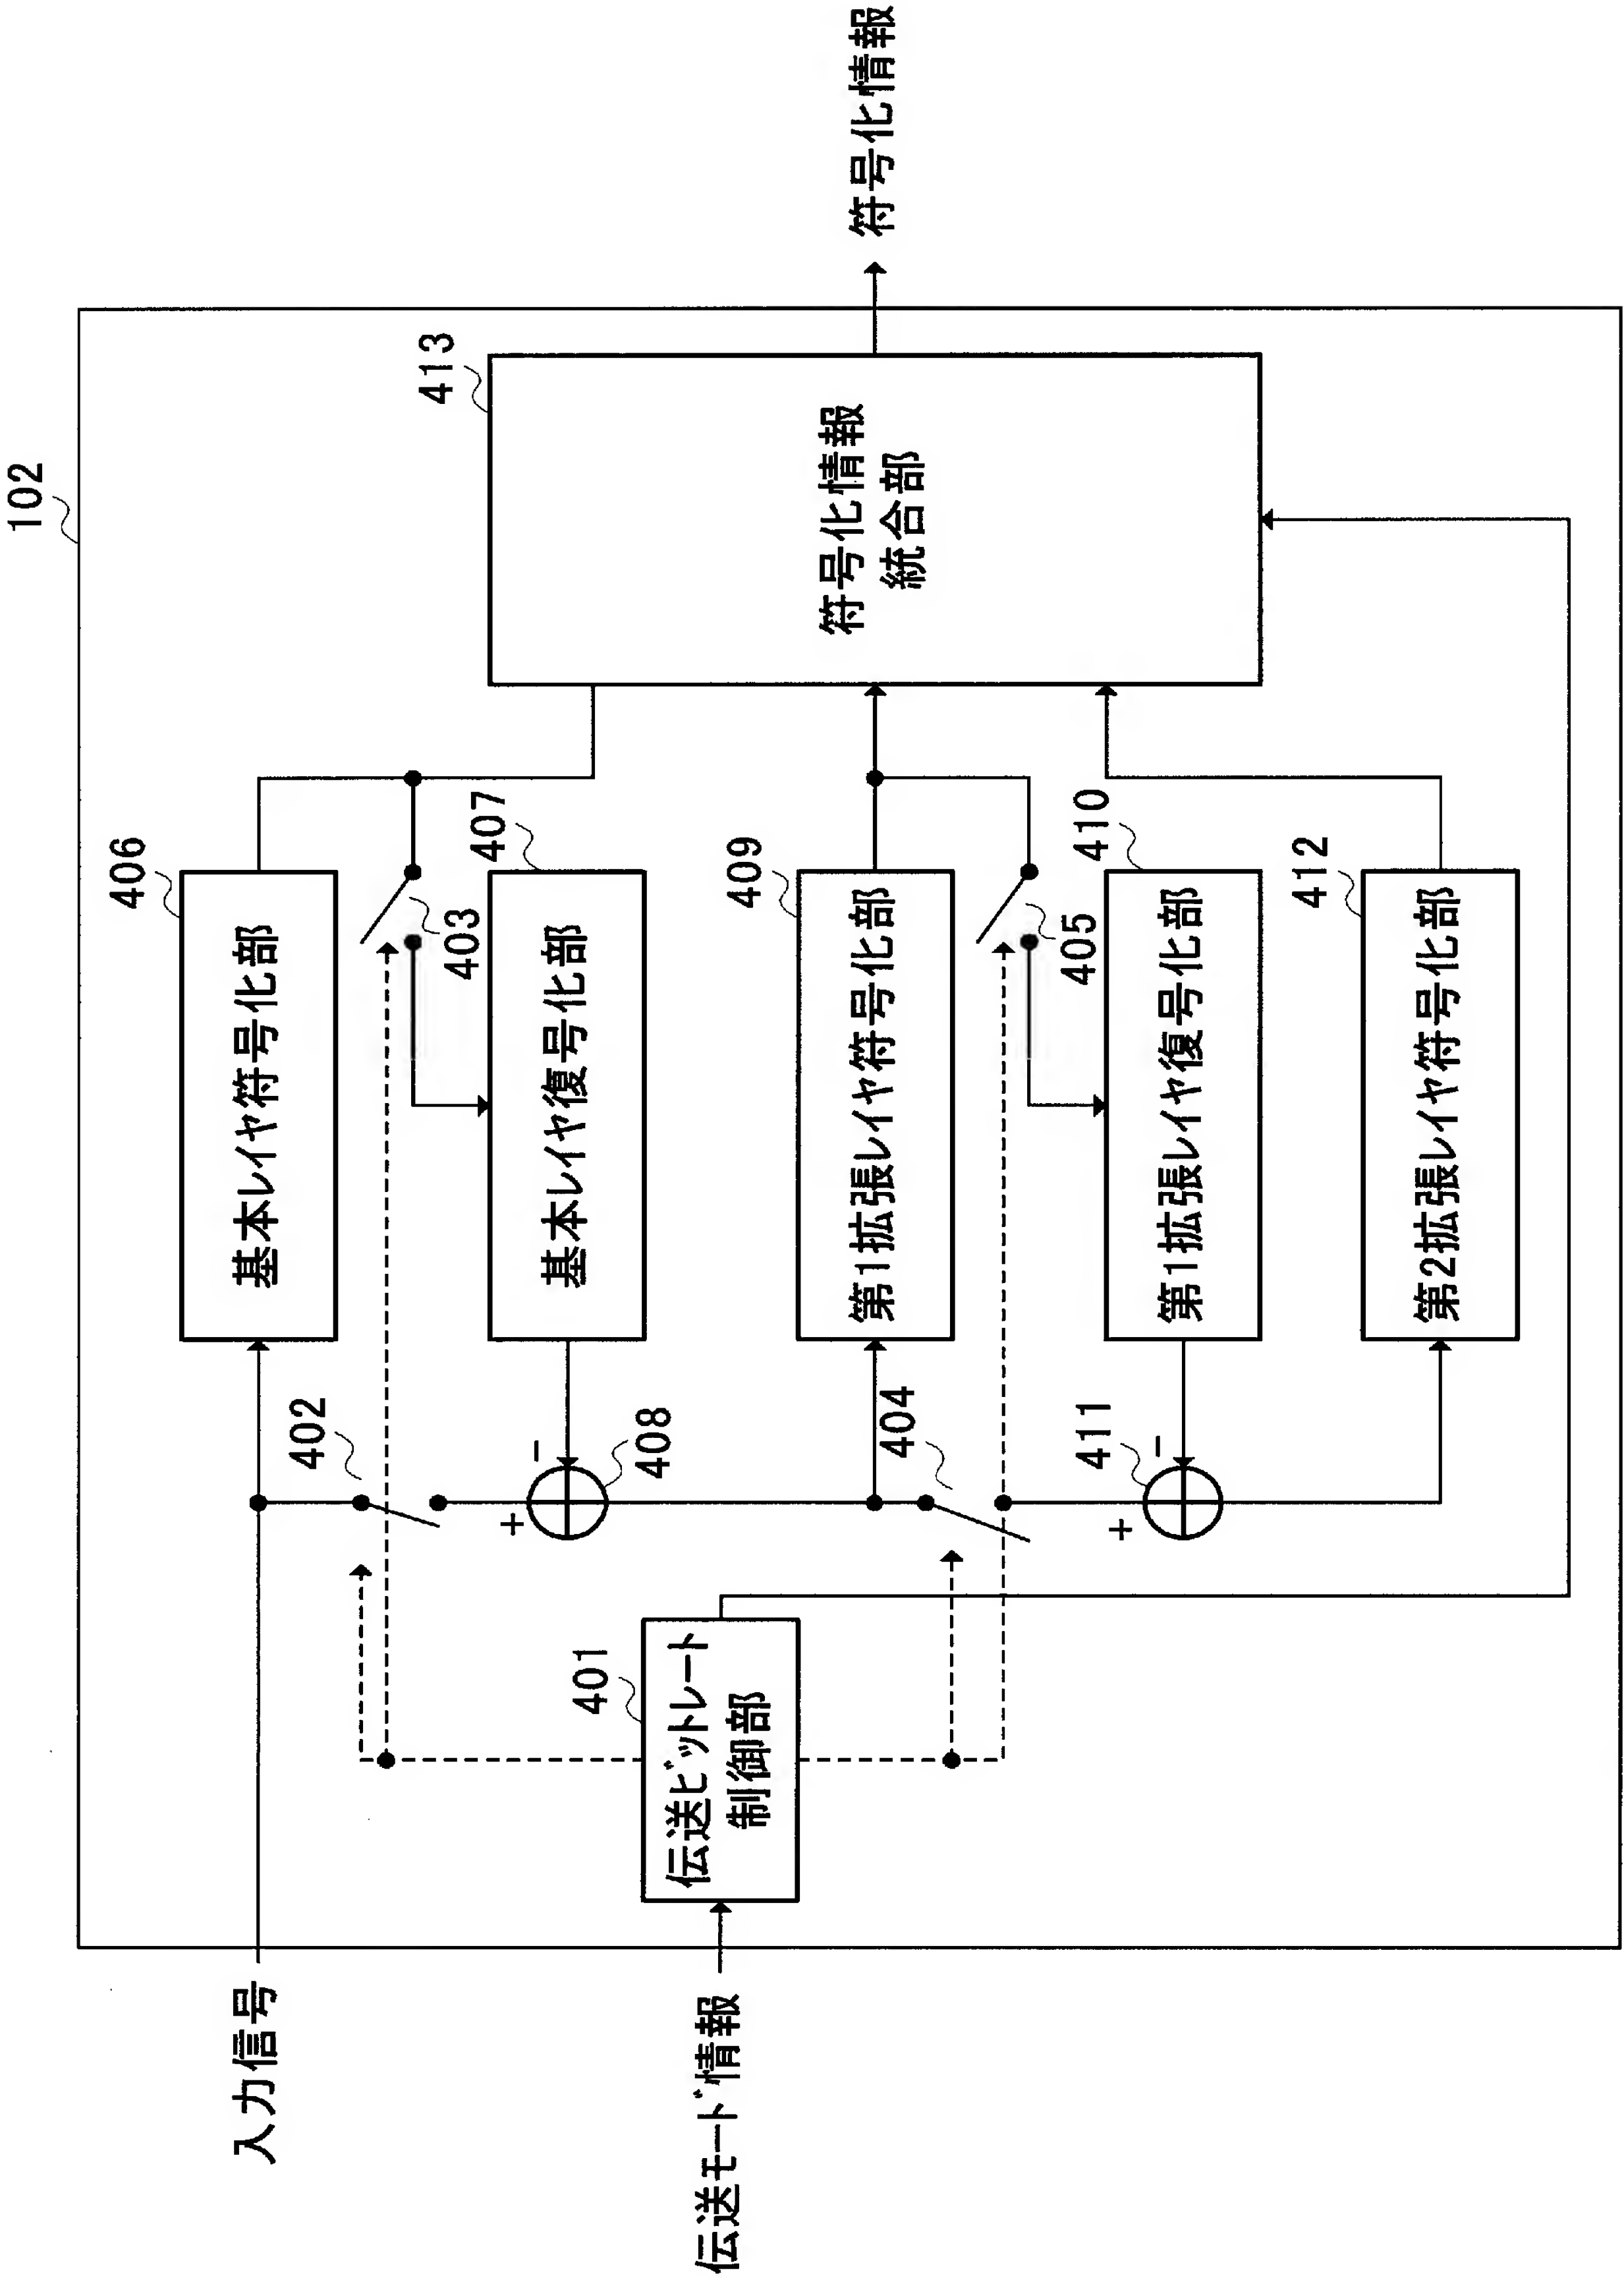 102
入力信号
406
基本レイヤ符号化部
402
403
407
基本レイヤ復号化部
-
+
408
伝送モード情報
401
伝送ビットレート
制御部
409
第1拡張レイヤ符号化部
404
405
410
第1拡張レイヤ復号化部
-
+
411
412
第2拡張レイヤ符号化部
413
符号化情報
統合部
符号化情報